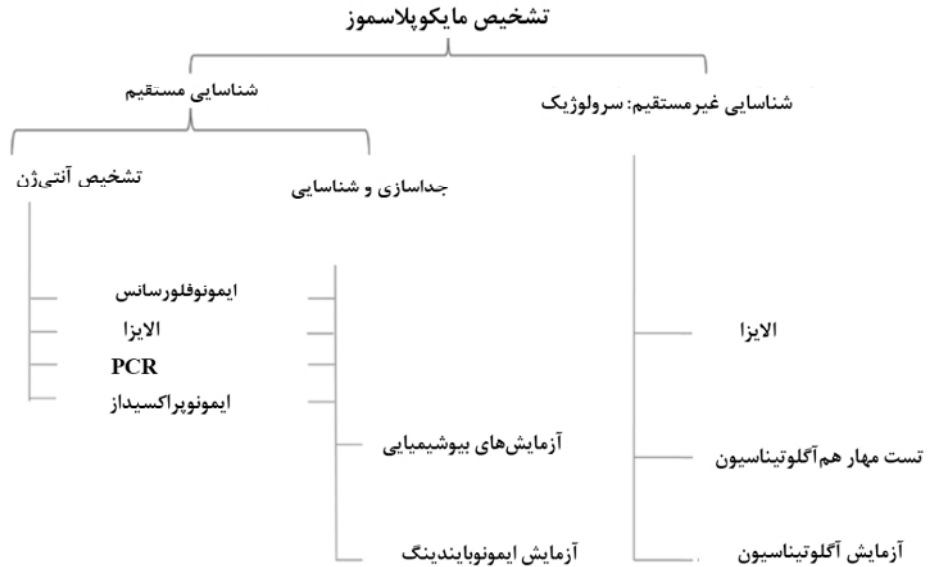 تشخیص مایکوپلاسموز
شناسایی غیرمستقیم: سرولوژیک
شناسایی مستقیم
جداسازی و شناسایی
تشخیص آنتی‌ژن
ایمونوفلورسانس
الایزا
PCR
ایمونوپراکسیداز
آزمایش‌های بیوشیمیایی
آزمایش ایمونوبایندینگ
الایزا
تست مهار هم‌آگلوتیناسیون
آزمایش آگلوتیناسیون